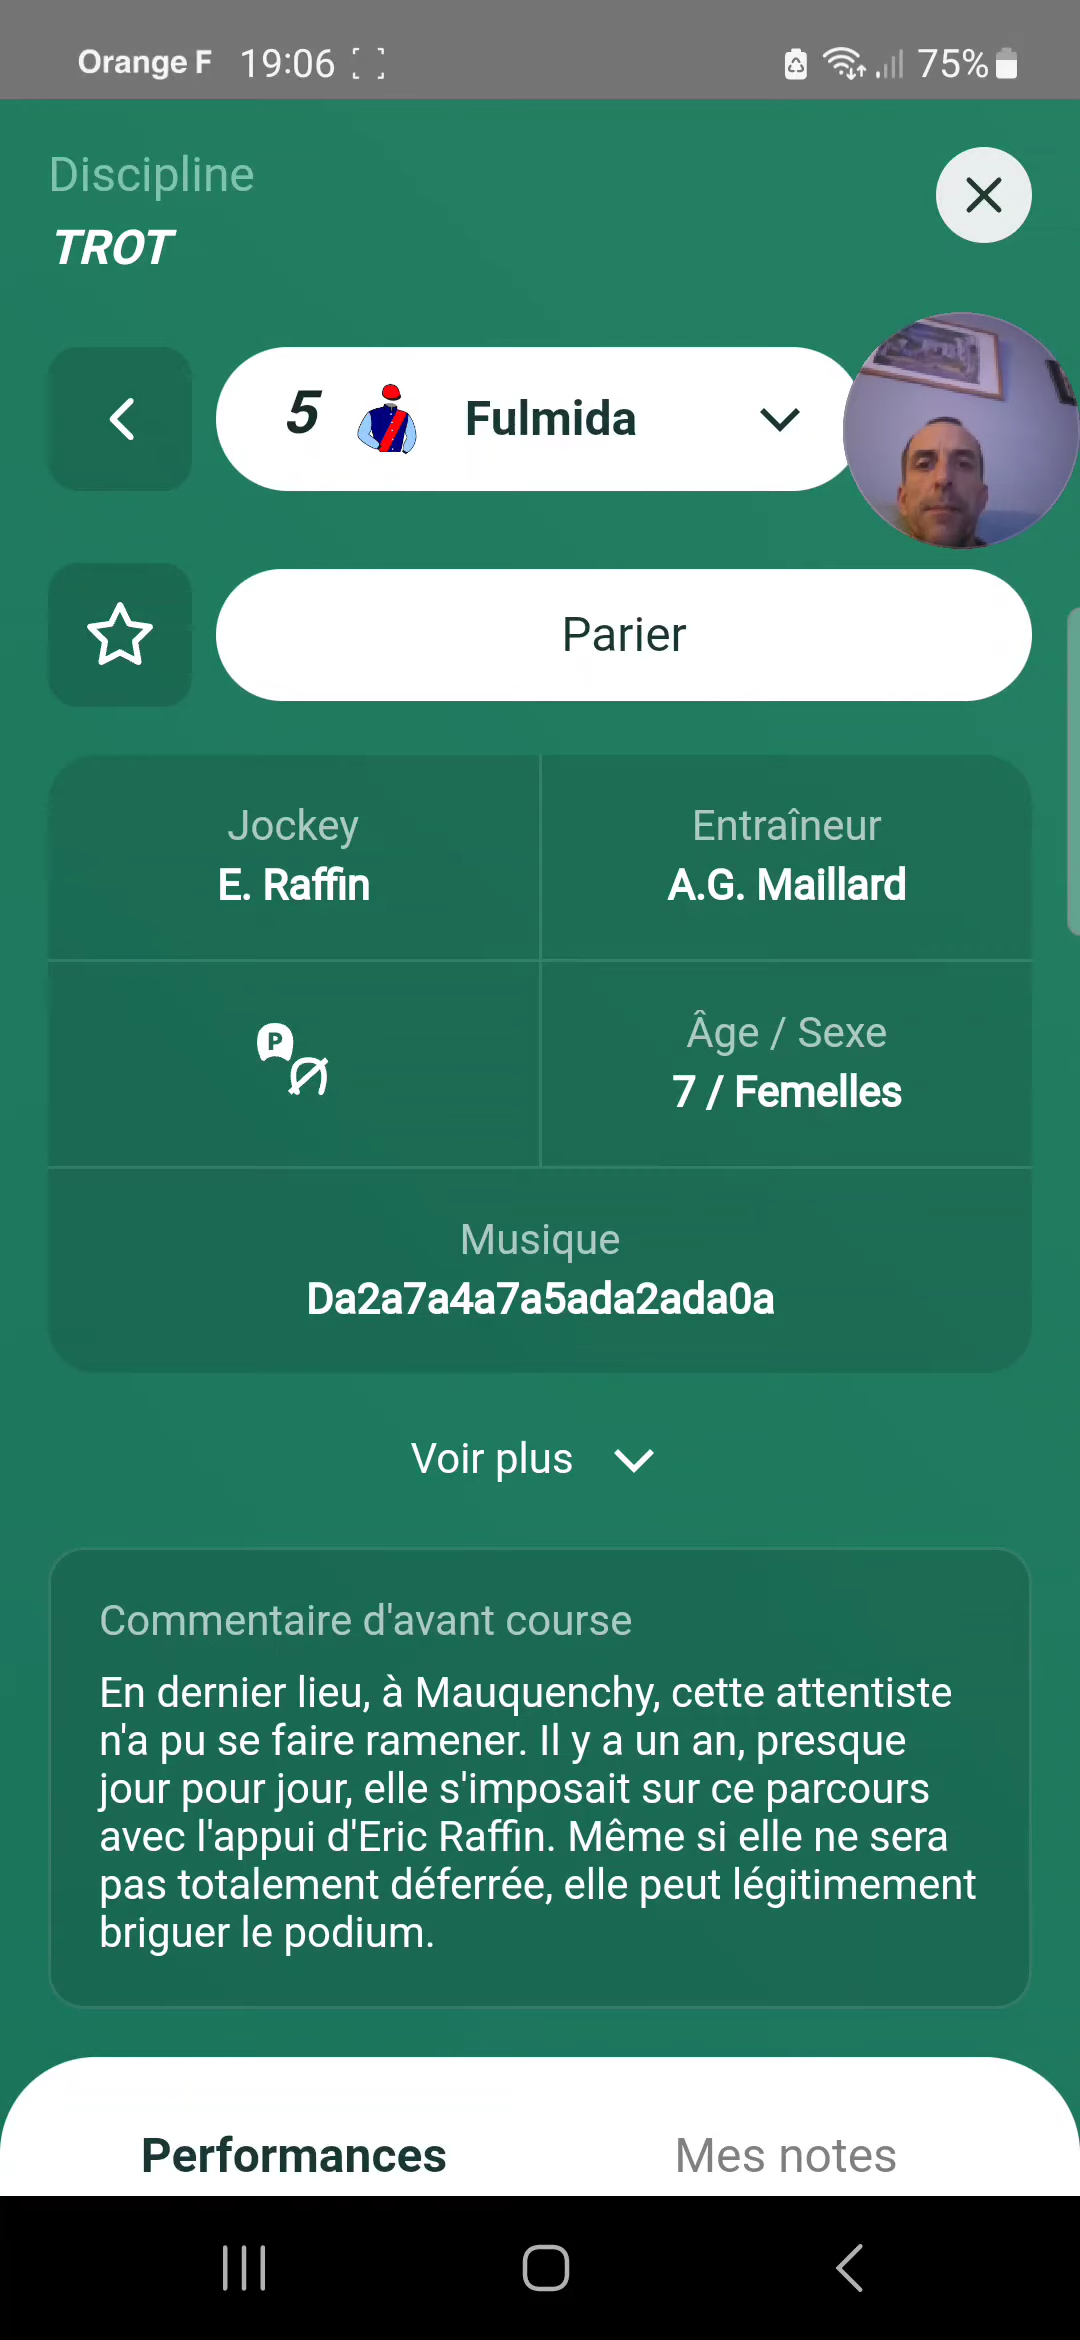 Orange F 19:06 75%
Discipline
TROT
5 Fulmida
Parier
Jockey
E. Raffin
Entraîneur
A.G. Maillard
P
Âge / Sexe
7 / Femelles
Musique
Da2a7a4a7a5ada2ada0a
Voir plus
Commentaire d'avant course
En dernier lieu, à Mauquenchy, cette attentiste
n'a pu se faire ramener. Il y a un an, presque
jour pour jour, elle s'imposait sur ce parcours
avec l'appui d'Eric Raffin. Même si elle ne sera
pas totalement déferrée, elle peut légitimement
briguer le podium.
Performances
Mes notes